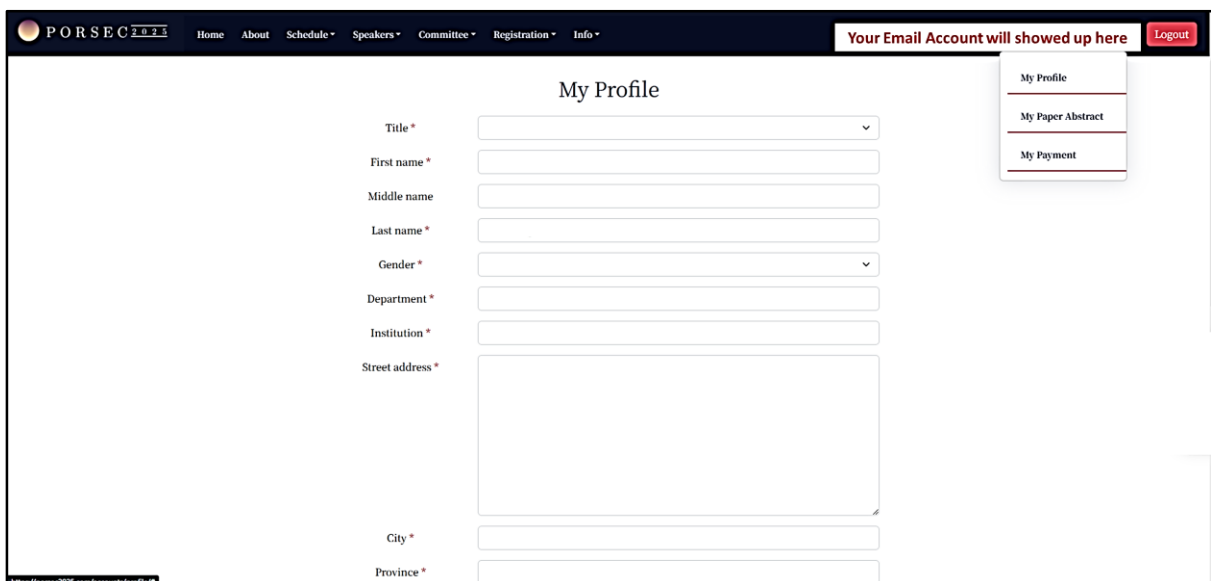 PORSEC2025 Home About Schedule Speakers Committee Registration Info Your Email Account will showed up here Logout
My Profile
My Paper Abstract
My Payment
My Profile
Title *
First name *
Middle name
Last name *
Gender *
Department *
Institution *
Street address *
City *
Province *